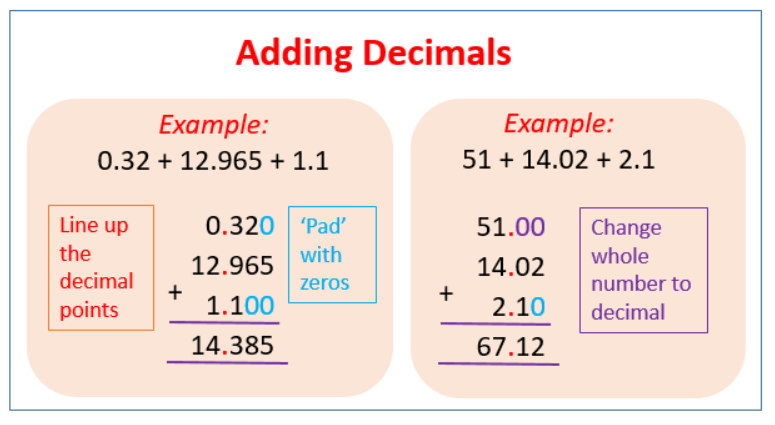 Adding Decimals
Example:
0.32 + 12.965 + 1.1
Line up
the
decimal
points
0.320
12.965
+ 1.100
14.385
‘Pad’
with
zeros
Example:
51 + 14.02 + 2.1
51.00
14.02
+ 2.10
67.12
Change
whole
number to
decimal